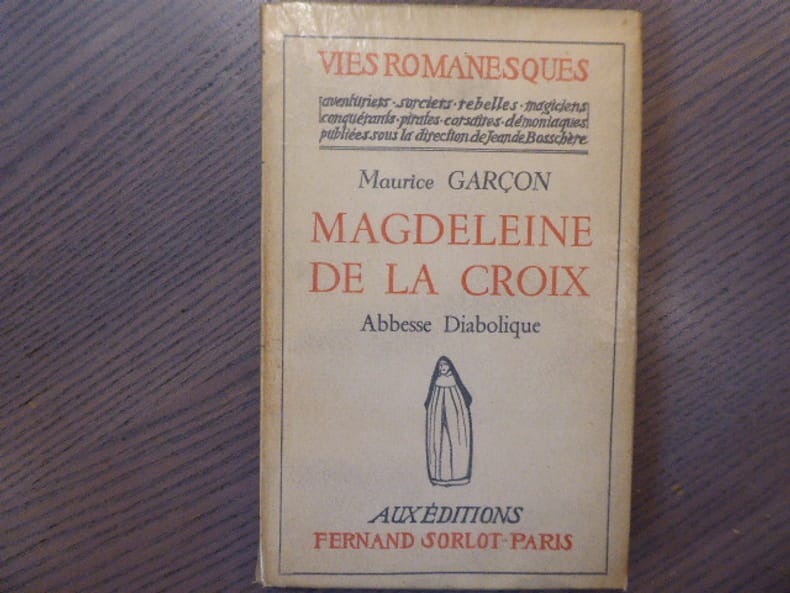 VIES ROMANESQUES
aventuriers·sorciers·rebelles·magiciens
conquérants·pirates·corsaires·démoniaques
publiées sous la direction de Jean de Bosschère
Maurice GARÇON
MAGDELEINE
DE LA CROIX
Abbesse Diabolique
AUX ÉDITIONS
FERNAND SORLOT-PARIS